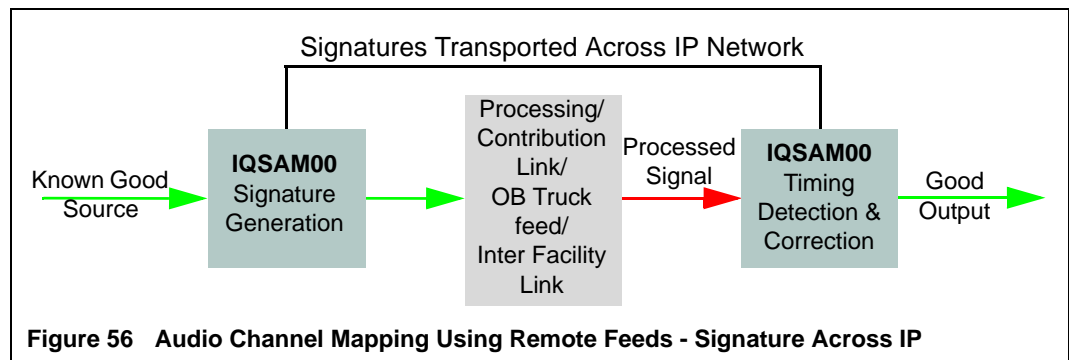 Signatures Transported Across IP Network
Known Good
Source
IQSAM00
Signature
Generation
Processing/
Contribution
Link/
OB Truck
feed/
Inter Facility
Link
Processed
Signal
IQSAM00
Timing
Detection &
Correction
Good
Output
Figure 56 Audio Channel Mapping Using Remote Feeds - Signature Across IP